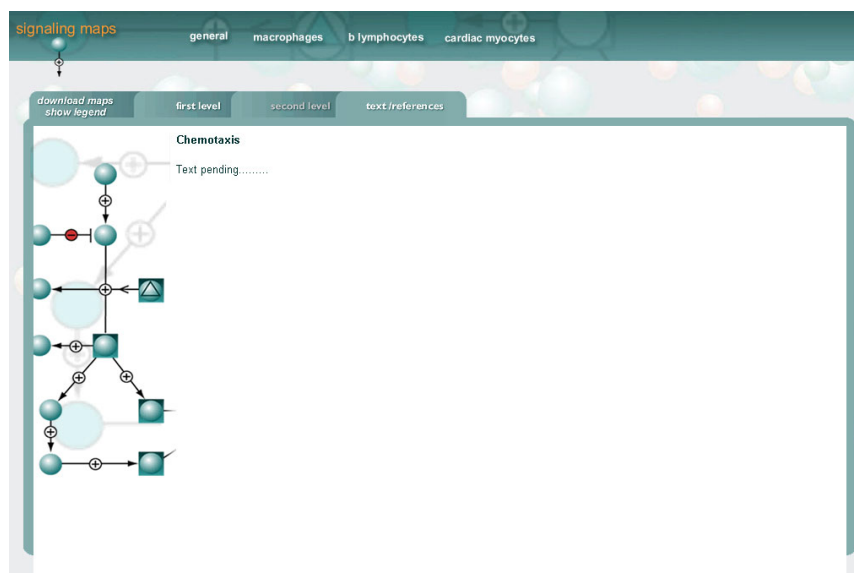 signaling maps
general macrophages b lymphocytes cardiac myocytes
download maps
show legend
first level second level text/references
Chemotaxis
Text pending.........